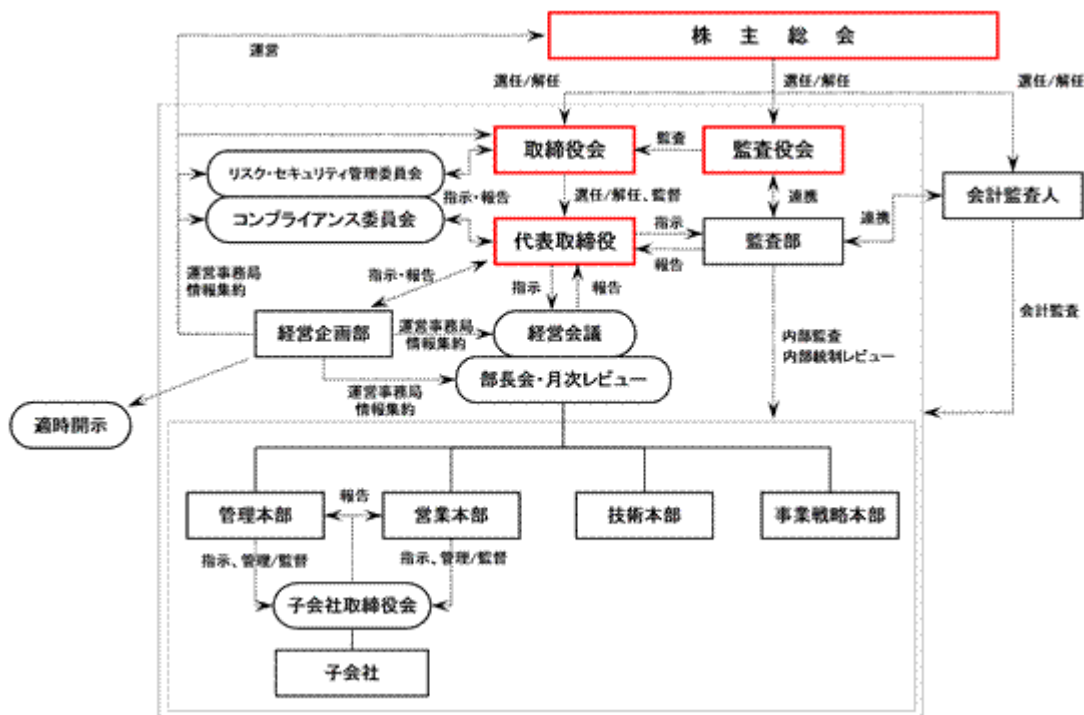 株 主 総 会
運営
選任/解任
選任/解任
選任/解任
取締役会
監査
監査役会
リスク・セキュリティ管理委員会
指示・報告
選任/解任、監督
連携
会計監査人
コンプライアンス委員会
代表取締役
指示
報告
監査部
連携
運営事務局
情報集約
指示・報告
指示
報告
会計監査
経営企画部
運営事務局
情報集約
経営会議
内部監査
内部統制レビュー
部長会・月次レビュー
運営事務局
情報集約
適時開示
管理本部
報告
営業本部
技術本部
事業戦略本部
指示、管理/監督
指示、管理/監督
子会社取締役会
子会社